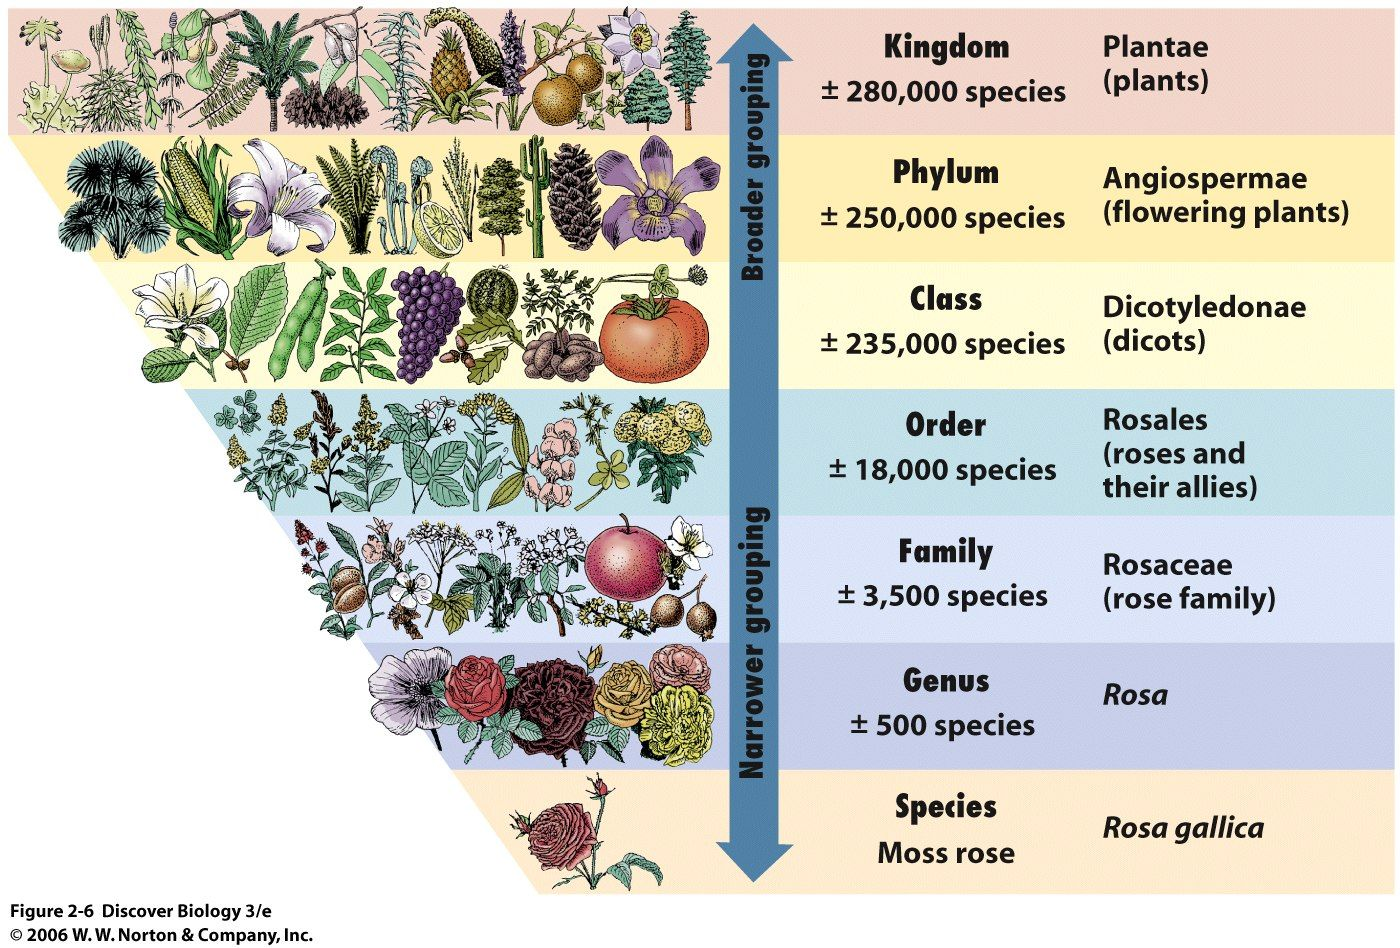 Kingdom
± 280,000 species
Plantae
(plants)
Broader grouping
Phylum
± 250,000 species
Angiospermae
(flowering plants)
Class
± 235,000 species
Dicotyledonae
(dicots)
Order
± 18,000 species
Rosales
(roses and
their allies)
Narrower grouping
Family
± 3,500 species
Rosaceae
(rose family)
Genus
± 500 species
Rosa
Species
Moss rose
Rosa gallica
Figure 2-6 Discover Biology 3/e
© 2006 W. W. Norton & Company, Inc.